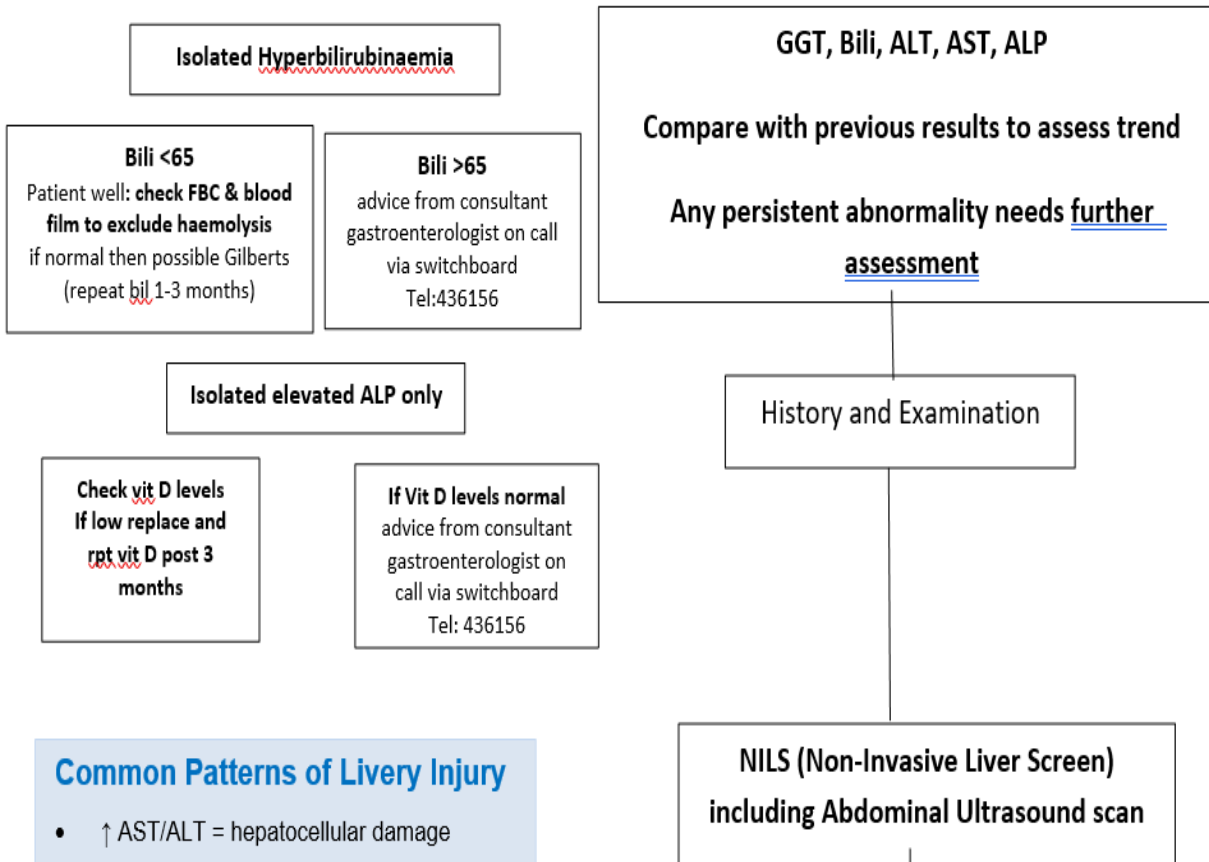 Isolated Hyperbilirubinaemia
Bili <65
Patient well: check FBC & blood
film to exclude haemolysis
if normal then possible Gilberts
(repeat bil 1-3 months)
Bili >65
advice from consultant
gastroenterologist on call
via switchboard
Tel:436156
Isolated elevated ALP only
Check vit D levels
If low replace and
rpt vit D post 3
months
If Vit D levels normal
advice from consultant
gastroenterologist on
call via switchboard
Tel: 436156
Common Patterns of Livery Injury
• ↑ AST/ALT = hepatocellular damage
GGT, Bili, ALT, AST, ALP
Compare with previous results to assess trend
Any persistent abnormality needs further
assessment
History and Examination
NILS (Non-Invasive Liver Screen)
including Abdominal Ultrasound scan